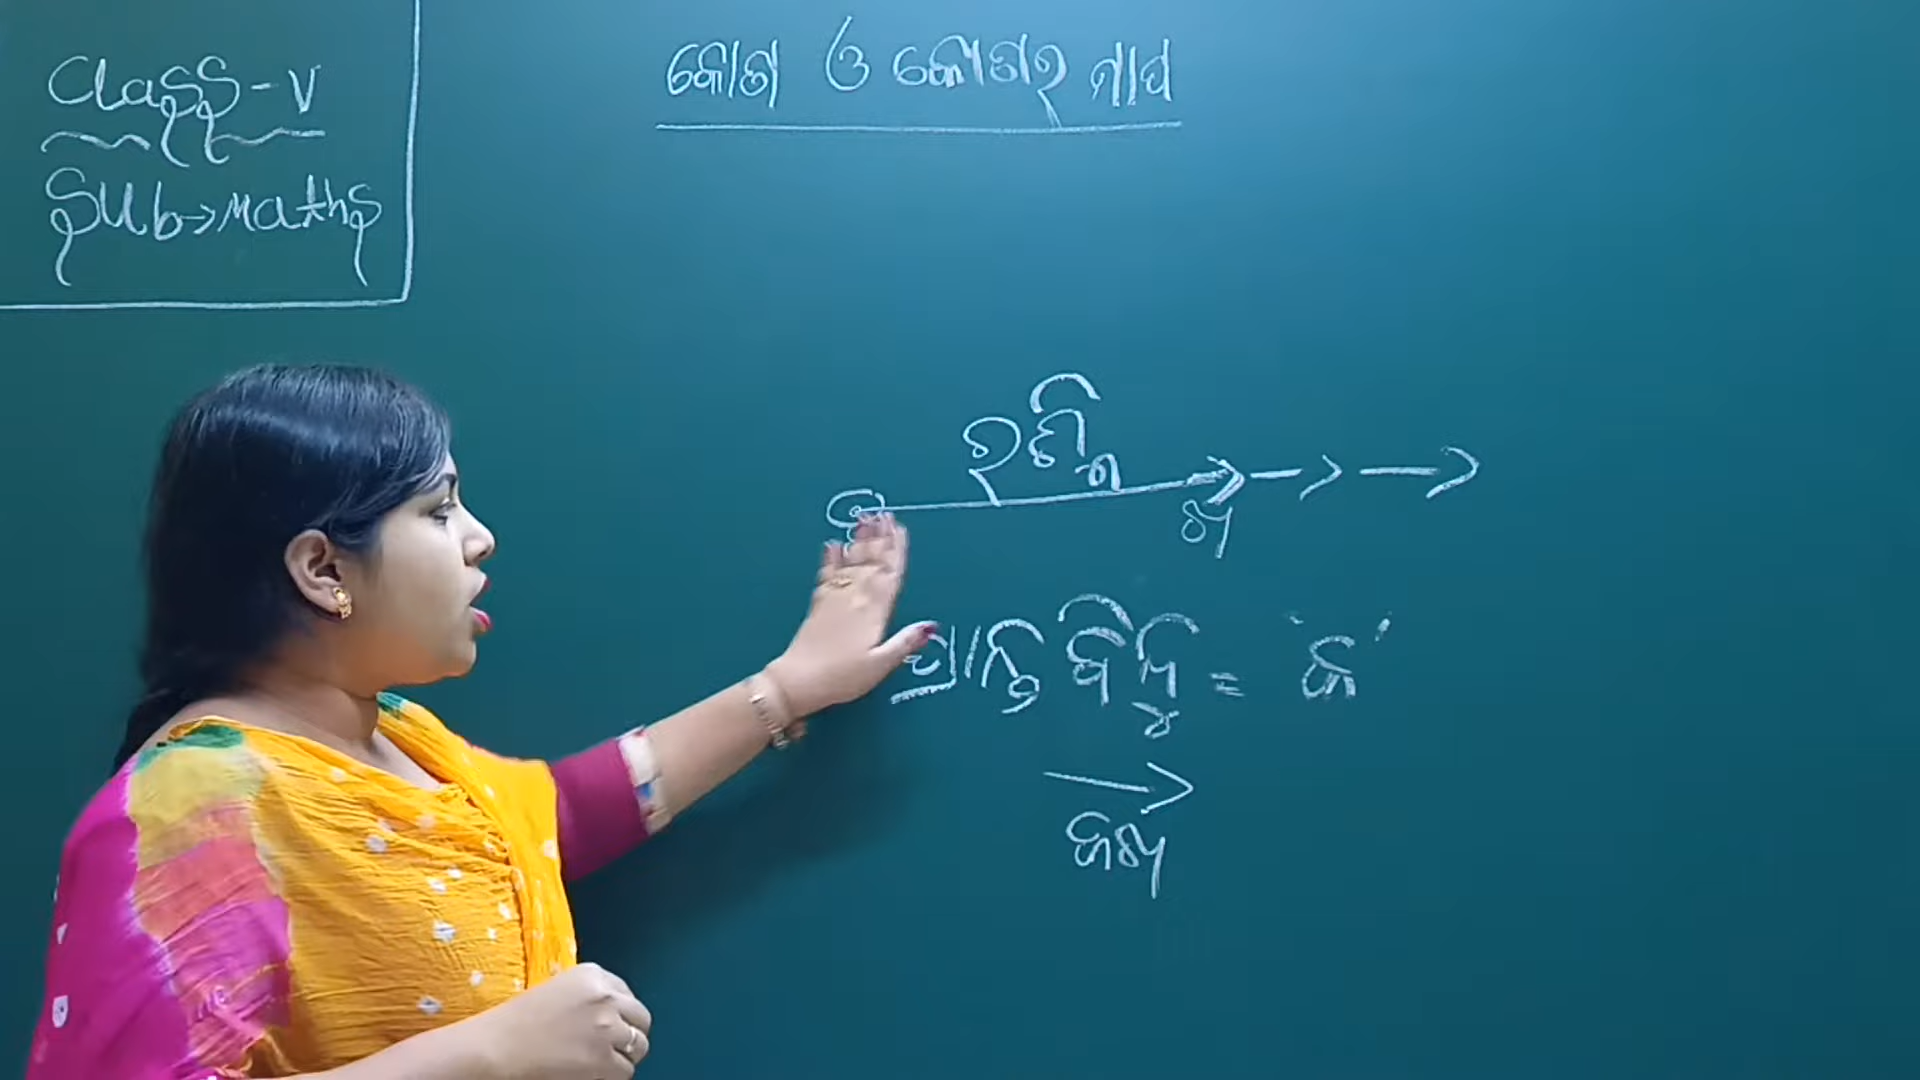 Class-V
Sub→Maths
କୋଣ ଓ କୋଣର ମାପ
ରଶ୍ମି
ଖ
ପ୍ରାନ୍ତ ବିନ୍ଦୁ = 'କ'
କଖ